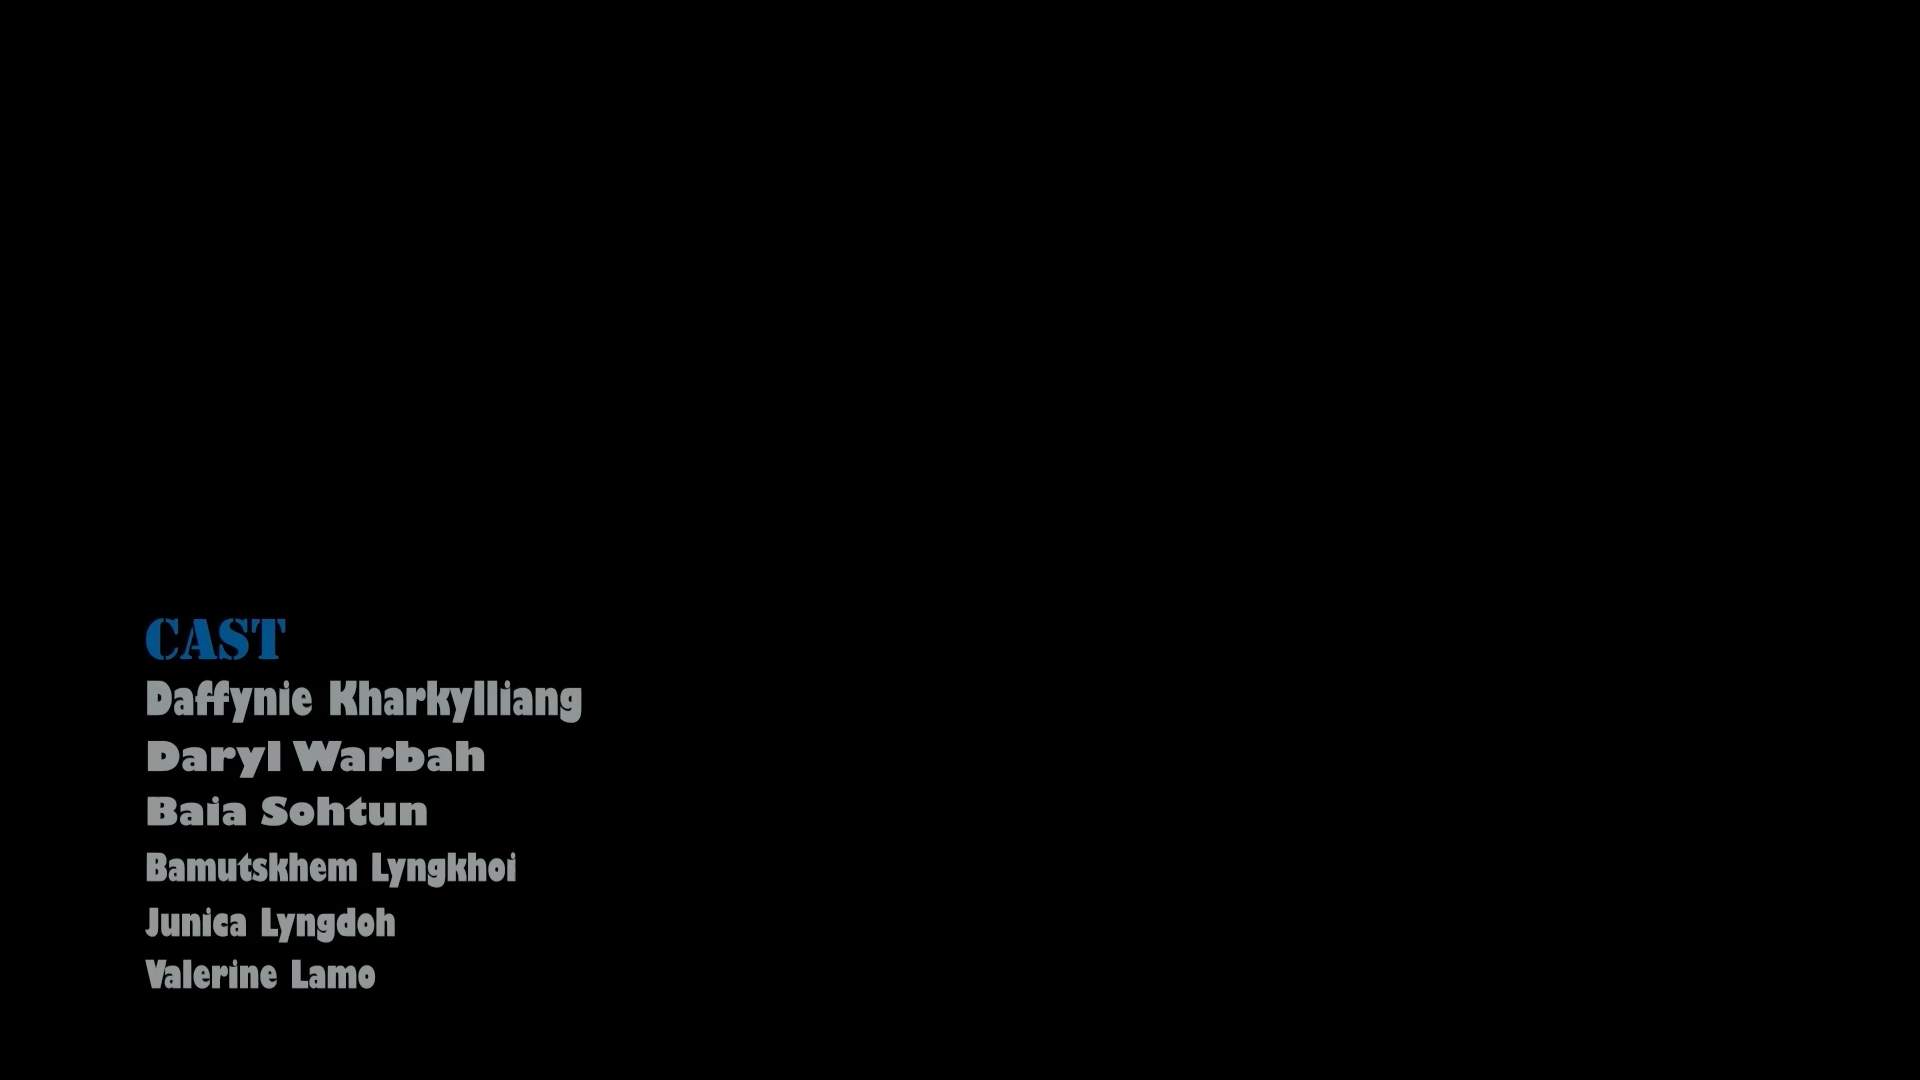 CAST
Daffynie Kharkylliang
Daryl Warbah
Baia Sohtun
Bamutskhem Lyngkhoi
Junica Lyngdoh
Valerine Lamo